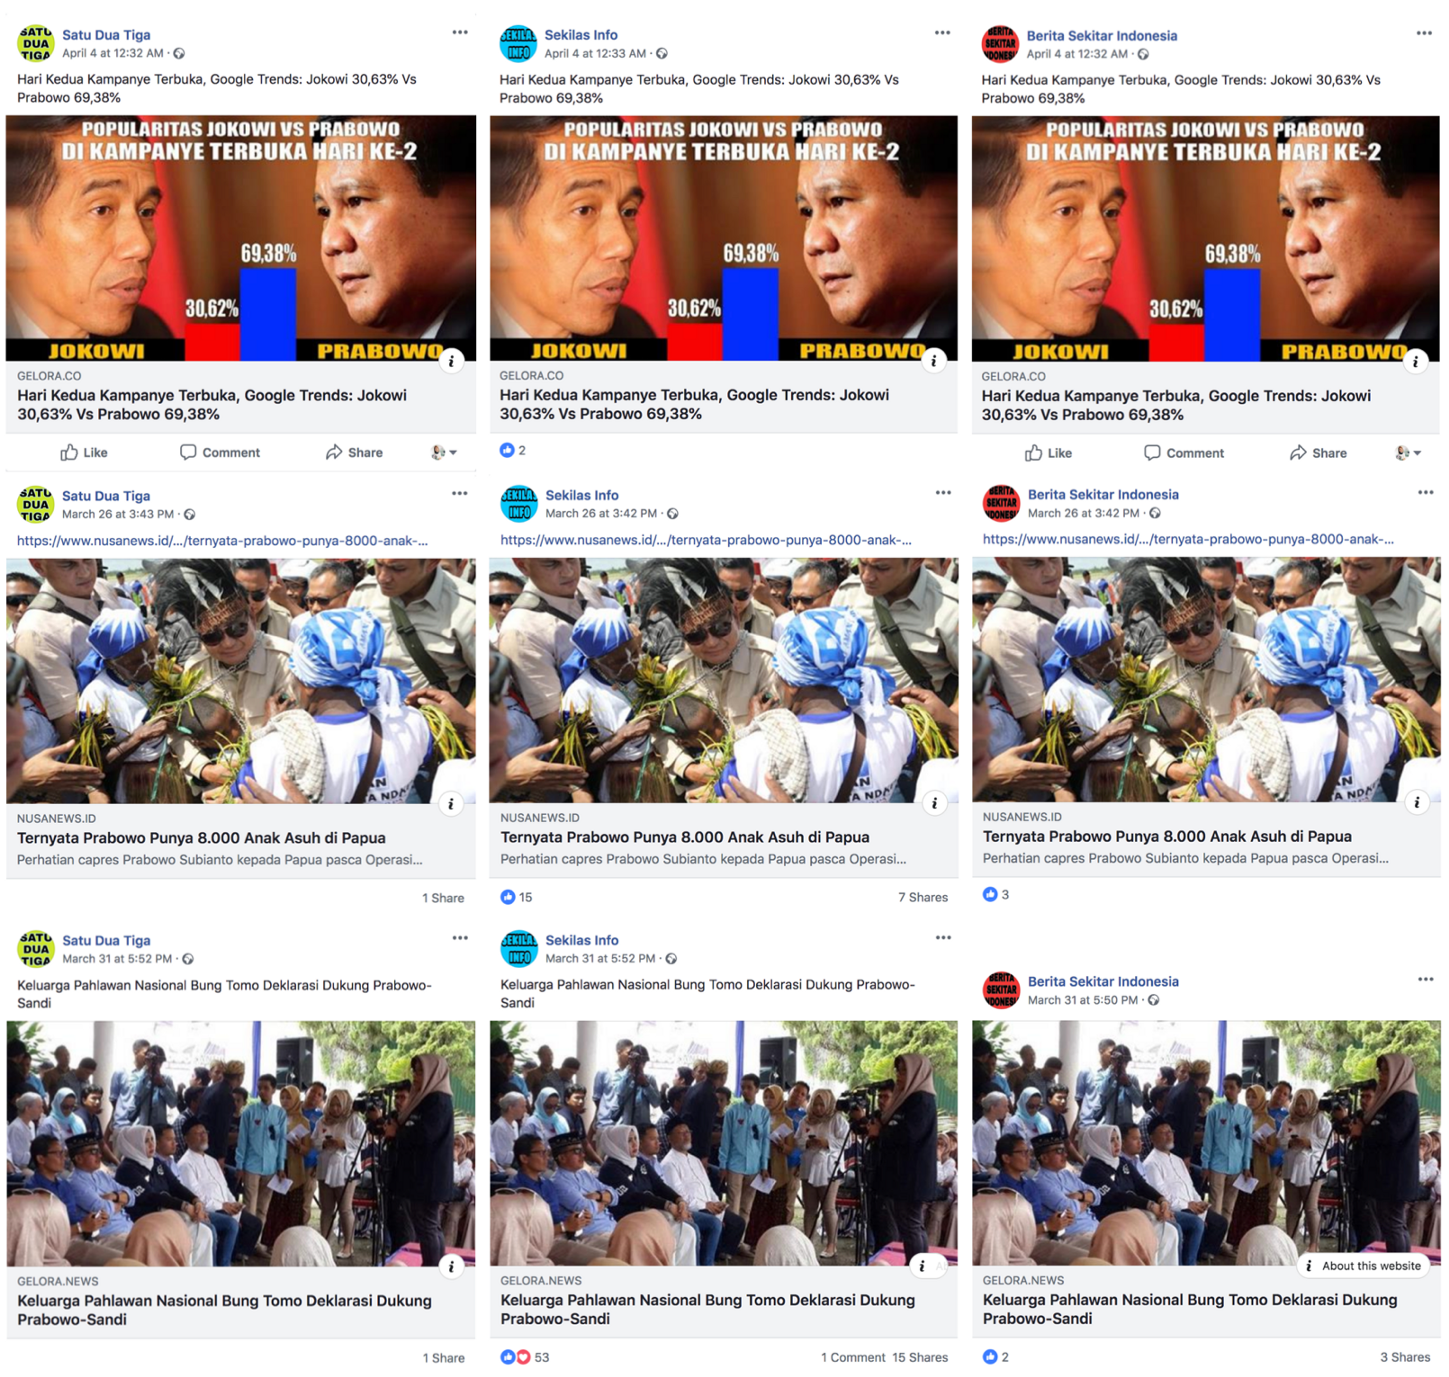 SATU DUA TIGA
Satu Dua Tiga
April 4 at 12:32 AM ·
Hari Kedua Kampanye Terbuka, Google Trends: Jokowi 30,63% Vs
Prabowo 69,38%
POPULARITAS JOKOWI VS PRABOWO
DI KAMPANYE TERBUKA HARI KE-2
69,38%
30,62%
JOKOWI
PRABOWO
GELORA.CO
Hari Kedua Kampanye Terbuka, Google Trends: Jokowi
30,63% Vs Prabowo 69,38%
Like Comment Share
SEKILAS INFO
Sekilas Info
April 4 at 12:33 AM ·
Hari Kedua Kampanye Terbuka, Google Trends: Jokowi 30,63% Vs
Prabowo 69,38%
POPULARITAS JOKOWI VS PRABOWO
DI KAMPANYE TERBUKA HARI KE-2
69,38%
30,62%
JOKOWI
PRABOWO
GELORA.CO
Hari Kedua Kampanye Terbuka, Google Trends: Jokowi
30,63% Vs Prabowo 69,38%
2
BERITA SEKITAR INDONESI
Berita Sekitar Indonesia
April 4 at 12:32 AM ·
Hari Kedua Kampanye Terbuka, Google Trends: Jokowi 30,63% Vs
Prabowo 69,38%
POPULARITAS JOKOWI VS PRABOWO
DI KAMPANYE TERBUKA HARI KE-2
69,38%
30,62%
JOKOWI
PRABOWO
GELORA.CO
Hari Kedua Kampanye Terbuka, Google Trends: Jokowi
30,63% Vs Prabowo 69,38%
Like Comment Share
SATU DUA TIGA
Satu Dua Tiga
March 26 at 3:43 PM ·
https://www.nusanews.id/.../ternyata-prabowo-punya-8000-anak-...
NUSANEWS.ID
Ternyata Prabowo Punya 8.000 Anak Asuh di Papua
Perhatian capres Prabowo Subianto kepada Papua pasca Operasi...
1 Share
SEKILAS INFO
Sekilas Info
March 26 at 3:42 PM ·
https://www.nusanews.id/.../ternyata-prabowo-punya-8000-anak-...
NUSANEWS.ID
Ternyata Prabowo Punya 8.000 Anak Asuh di Papua
Perhatian capres Prabowo Subianto kepada Papua pasca Operasi...
15 7 Shares
BERITA SEKITAR INDONESI
Berita Sekitar Indonesia
March 26 at 3:42 PM ·
https://www.nusanews.id/.../ternyata-prabowo-punya-8000-anak-...
NUSANEWS.ID
Ternyata Prabowo Punya 8.000 Anak Asuh di Papua
Perhatian capres Prabowo Subianto kepada Papua pasca Operasi...
3
SATU DUA TIGA
Satu Dua Tiga
March 31 at 5:52 PM ·
Keluarga Pahlawan Nasional Bung Tomo Deklarasi Dukung Prabowo-
Sandi
GELORA.NEWS
Keluarga Pahlawan Nasional Bung Tomo Deklarasi Dukung
Prabowo-Sandi
1 Share
SEKILAS INFO
Sekilas Info
March 31 at 5:52 PM ·
Keluarga Pahlawan Nasional Bung Tomo Deklarasi Dukung Prabowo-
Sandi
GELORA.NEWS
Keluarga Pahlawan Nasional Bung Tomo Deklarasi Dukung
Prabowo-Sandi
53 1 Comment 15 Shares
BERITA SEKITAR INDONESI
Berita Sekitar Indonesia
March 31 at 5:50 PM ·
About this website
GELORA.NEWS
Keluarga Pahlawan Nasional Bung Tomo Deklarasi Dukung
Prabowo-Sandi
2 3 Shares